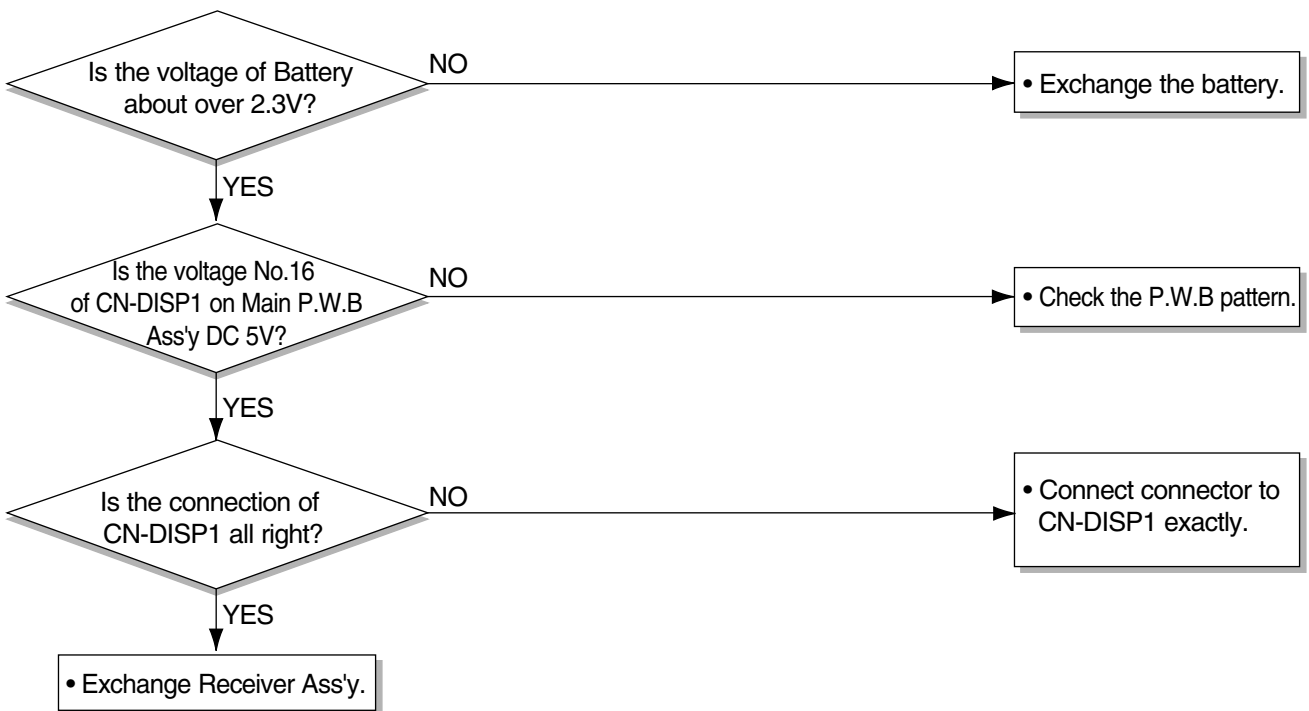 Is the voltage of Battery
about over 2.3V?
NO
• Exchange the battery.
YES
Is the voltage No.16
of CN-DISP1 on Main P.W.B
Ass'y DC 5V?
NO
• Check the P.W.B pattern.
YES
Is the connection of
CN-DISP1 all right?
NO
• Connect connector to
CN-DISP1 exactly.
YES
• Exchange Receiver Ass'y.